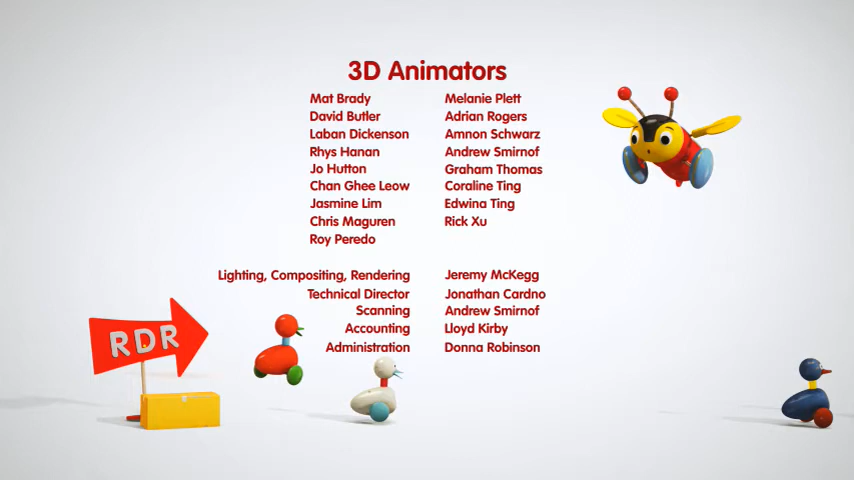 3D Animators
Mat Brady Melanie Plett
David Butler Adrian Rogers
Laban Dickenson Amnon Schwarz
Rhys Hanan Andrew Smirnof
Jo Hutton Graham Thomas
Chan Ghee Leow Coraline Ting
Jasmine Lim Edwina Ting
Chris Maguren Rick Xu
Roy Peredo
Lighting, Compositing, Rendering Jeremy McKegg
Technical Director Jonathan Cardno
Scanning Andrew Smirnof
Accounting Lloyd Kirby
Administration Donna Robinson
RDR